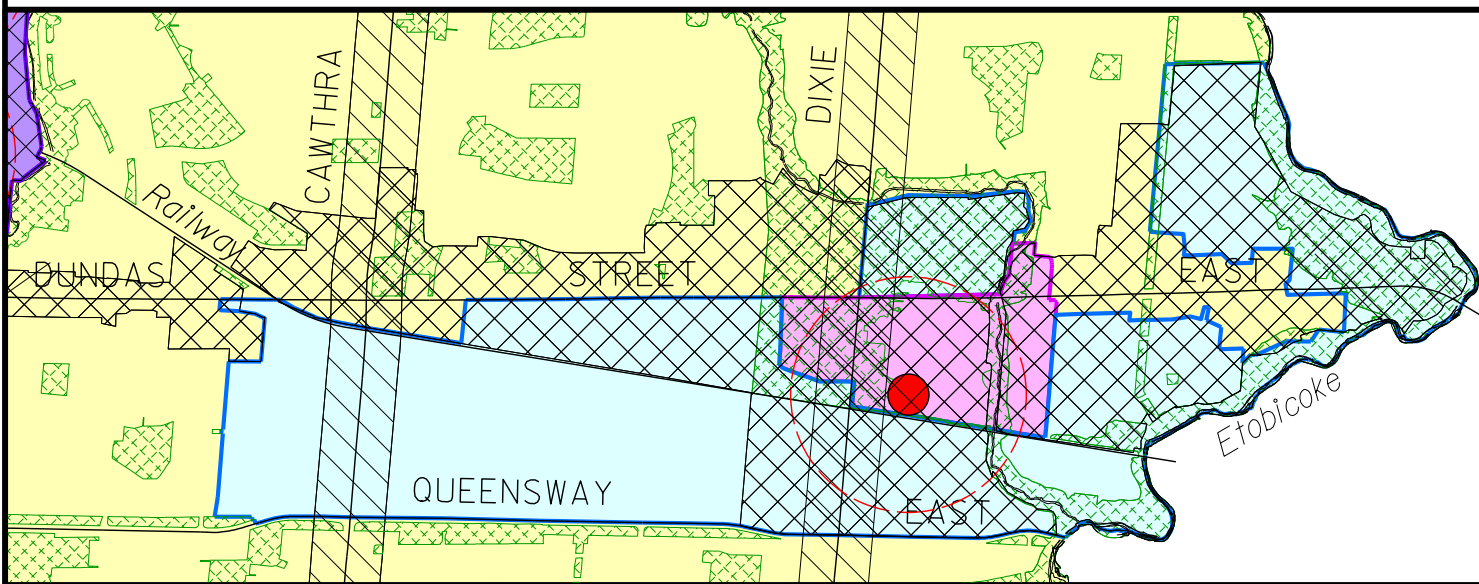 CAWTHRA
DIXIE
Railway
DUNDAS STREET EAST
Etobicoke
QUEENSWAY EAST